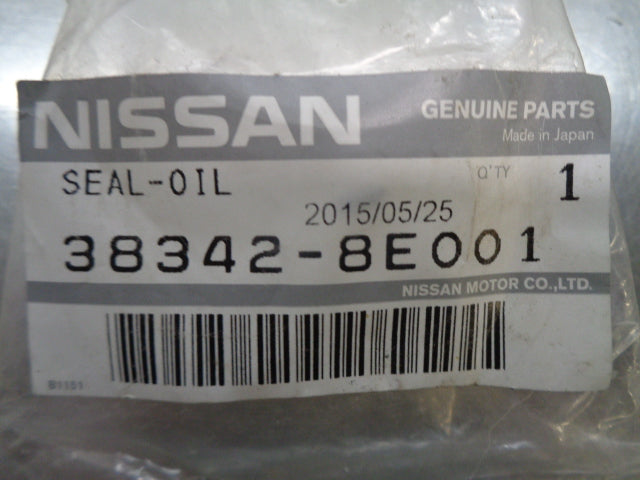 NISSAN
GENUINE PARTS
Made in Japan
SEAL-OIL
Q'TY 1
2015/05/25
38342-8E001
NISSAN MOTOR CO.,LTD.
B1151